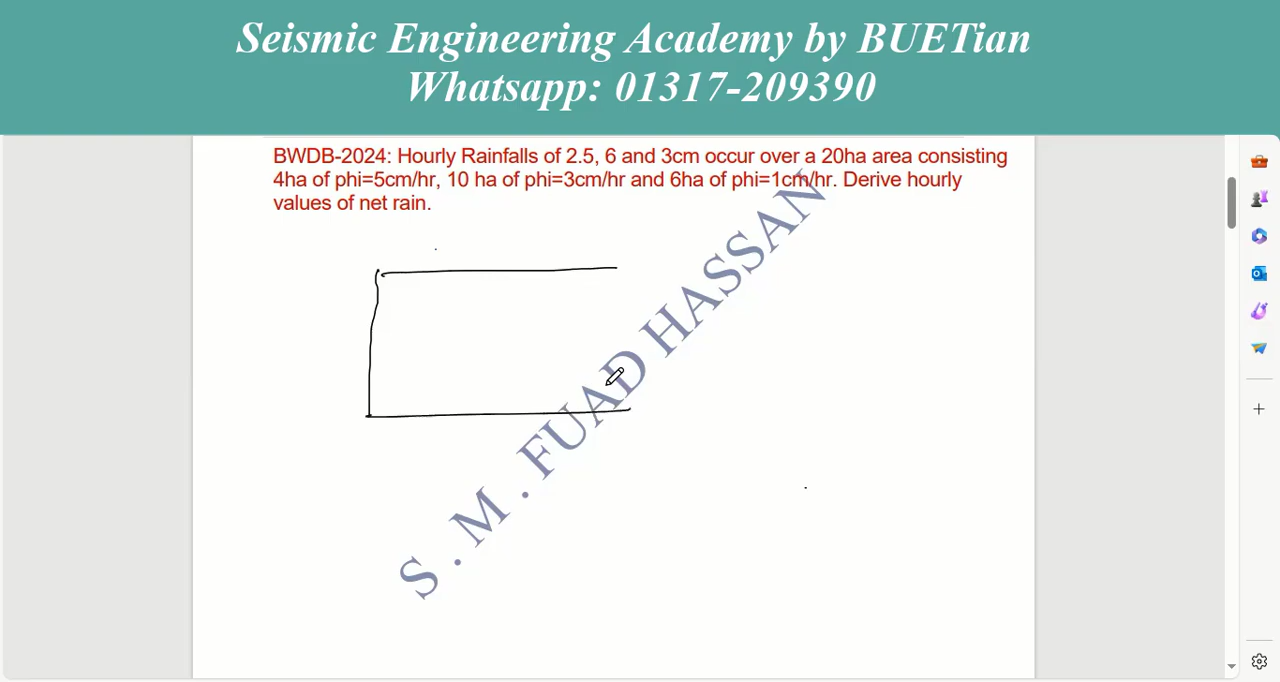 Seismic Engineering Academy by BUETian
Whatsapp: 01317-209390
BWDB-2024: Hourly Rainfalls of 2.5, 6 and 3cm occur over a 20ha area consisting
4ha of phi=5cm/hr, 10 ha of phi=3cm/hr and 6ha of phi=1cm/hr. Derive hourly
values of net rain.
S . M . FUAD HASSAN